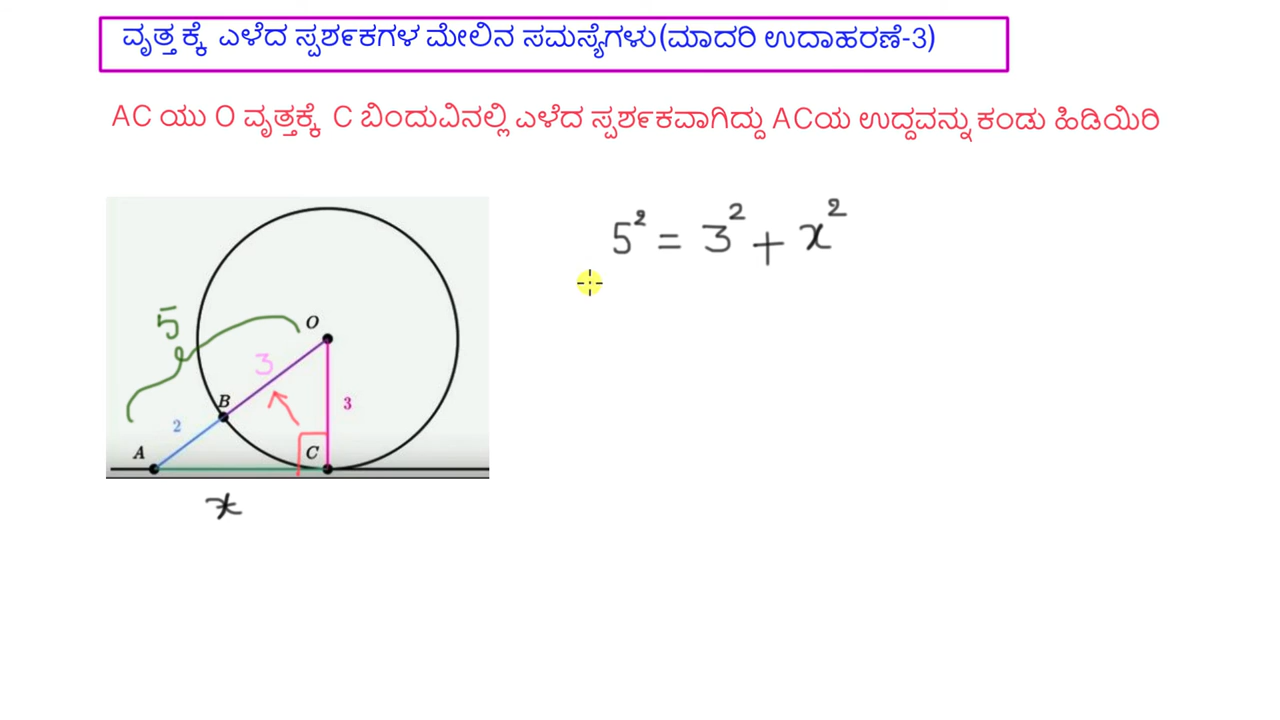 ವೃತ್ತಕ್ಕೆ ಎಳೆದ ಸ್ಪರ್ಶಕಗಳ ಮೇಲಿನ ಸಮಸ್ಯೆಗಳು(ಮಾದರಿ ಉದಾಹರಣೆ-3)
AC ಯು O ವೃತ್ತಕ್ಕೆ C ಬಿಂದುವಿನಲ್ಲಿ ಎಳೆದ ಸ್ಪರ್ಶಕವಾಗಿದ್ದು ACಯ ಉದ್ದವನ್ನು ಕಂಡು ಹಿಡಿಯಿರಿ
5² = 3² + x²
5
O
3
B
3
2
A
C
x